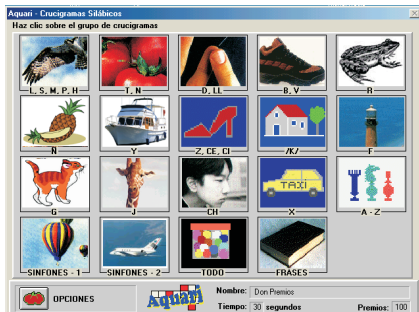 Aquari - Crucigramas Silábicos
Haz clic sobre el grupo de crucigramas
L, S, M, P, H
T, N
D, LL
B, V
R
Ñ
Y
Z, CE, CI
/K/
F
G
J
CH
TAXI
X
A - Z
SINFONES - 1
SINFONES - 2
TODO
FRASES
OPCIONES
Aquari
Nombre: Don Premios
Tiempo: 30 segundos
Premios: 100